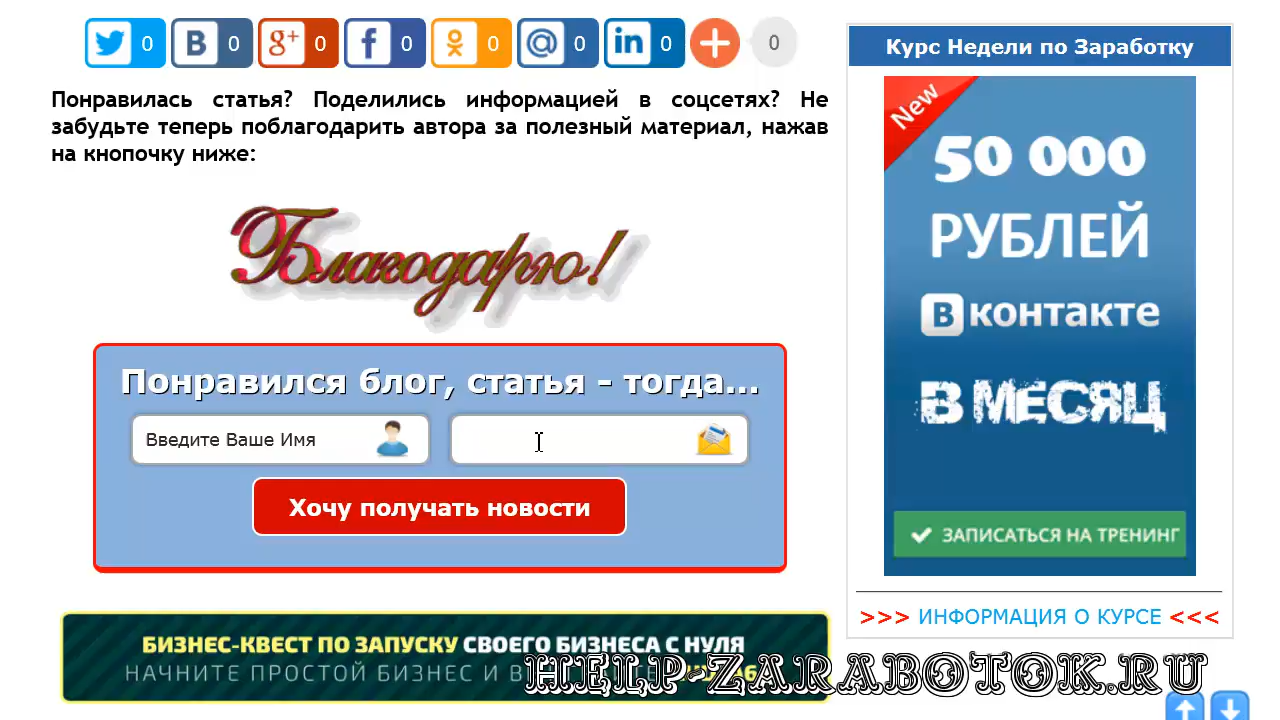 0 В 0 g+ 0 f 0 0 @ 0 in 0 + 0
Понравилась статья? Поделились информацией в соцсетях? Не
забудьте теперь поблагодарить автора за полезный материал, нажав
на кнопочку ниже:
Благодарю!
Понравился блог, статья - тогда...
Введите Ваше Имя
Хочу получать новости
БИЗНЕС-КВЕСТ ПО ЗАПУСКУ СВОЕГО БИЗНЕСА С НУЛЯ
НАЧНИТЕ ПРОСТОЙ БИЗНЕС И
Курс Недели по Заработку
New
50 000
РУБЛЕЙ
В контакте
В МЕСЯЦ
ЗАПИСАТЬСЯ НА ТРЕНИНГ
>>> ИНФОРМАЦИЯ О КУРСЕ <<<
HELP-ZARABOTOK.RU